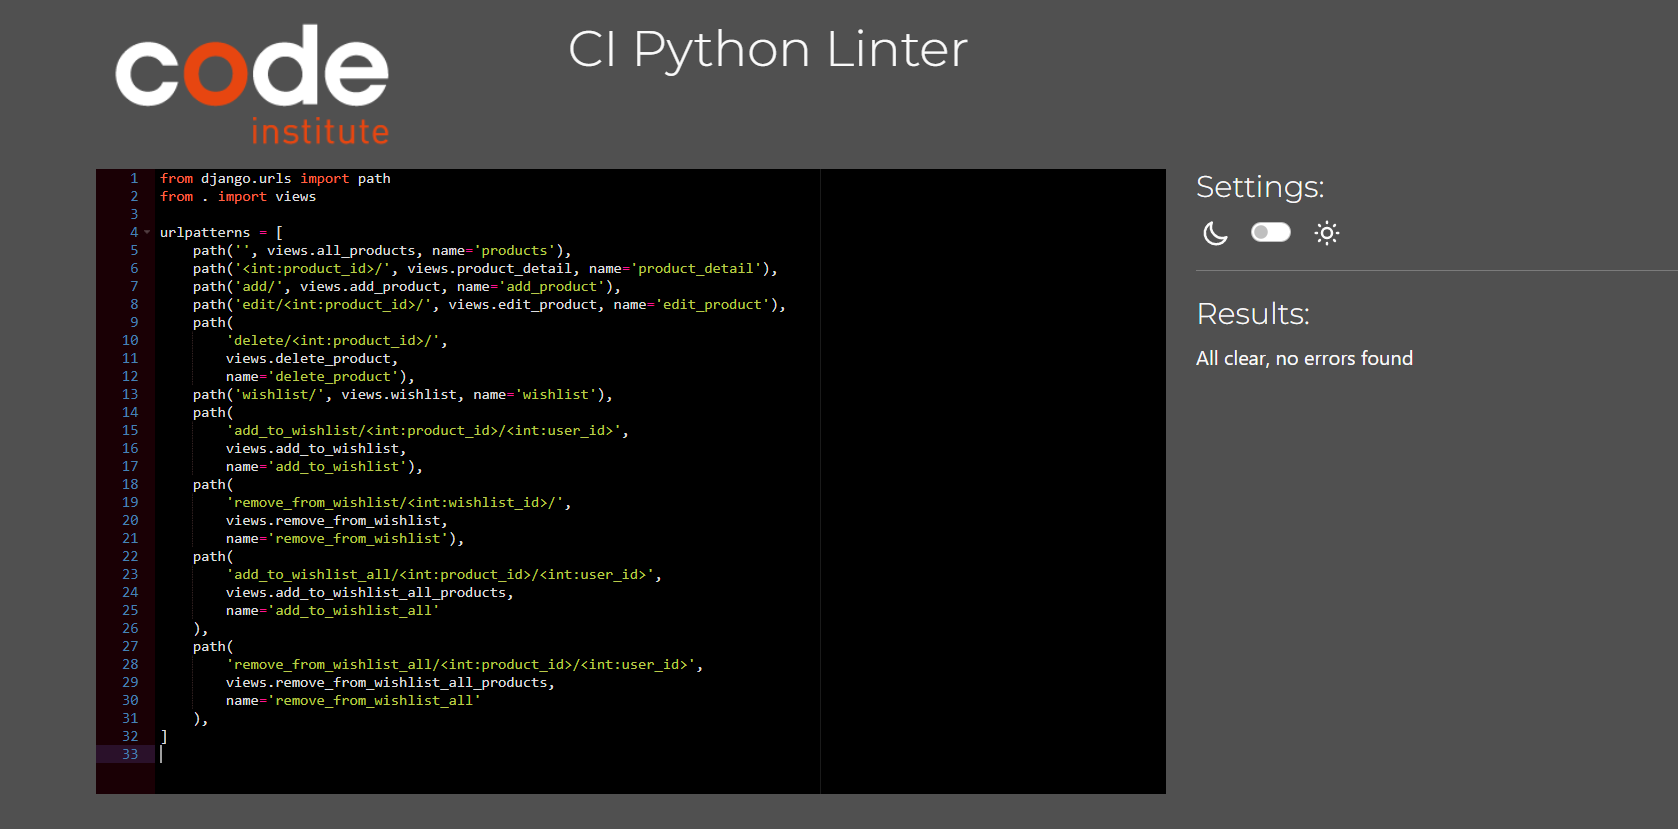 code
institute
CI Python Linter
1 from django.urls import path
2 from . import views
3
4 urlpatterns = [
5     path('', views.all_products, name='products'),
6     path('<int:product_id>/', views.product_detail, name='product_detail'),
7     path('add/', views.add_product, name='add_product'),
8     path('edit/<int:product_id>/', views.edit_product, name='edit_product'),
9     path(
10         'delete/<int:product_id>/',
11         views.delete_product,
12         name='delete_product'),
13     path('wishlist/', views.wishlist, name='wishlist'),
14     path(
15         'add_to_wishlist/<int:product_id>/<int:user_id>',
16         views.add_to_wishlist,
17         name='add_to_wishlist'),
18     path(
19         'remove_from_wishlist/<int:wishlist_id>/',
20         views.remove_from_wishlist,
21         name='remove_from_wishlist'),
22     path(
23         'add_to_wishlist_all/<int:product_id>/<int:user_id>',
24         views.add_to_wishlist_all_products,
25         name='add_to_wishlist_all'
26     ),
27     path(
28         'remove_from_wishlist_all/<int:product_id>/<int:user_id>',
29         views.remove_from_wishlist_all_products,
30         name='remove_from_wishlist_all'
31     ),
32 ]
33
Settings:
Results:
All clear, no errors found